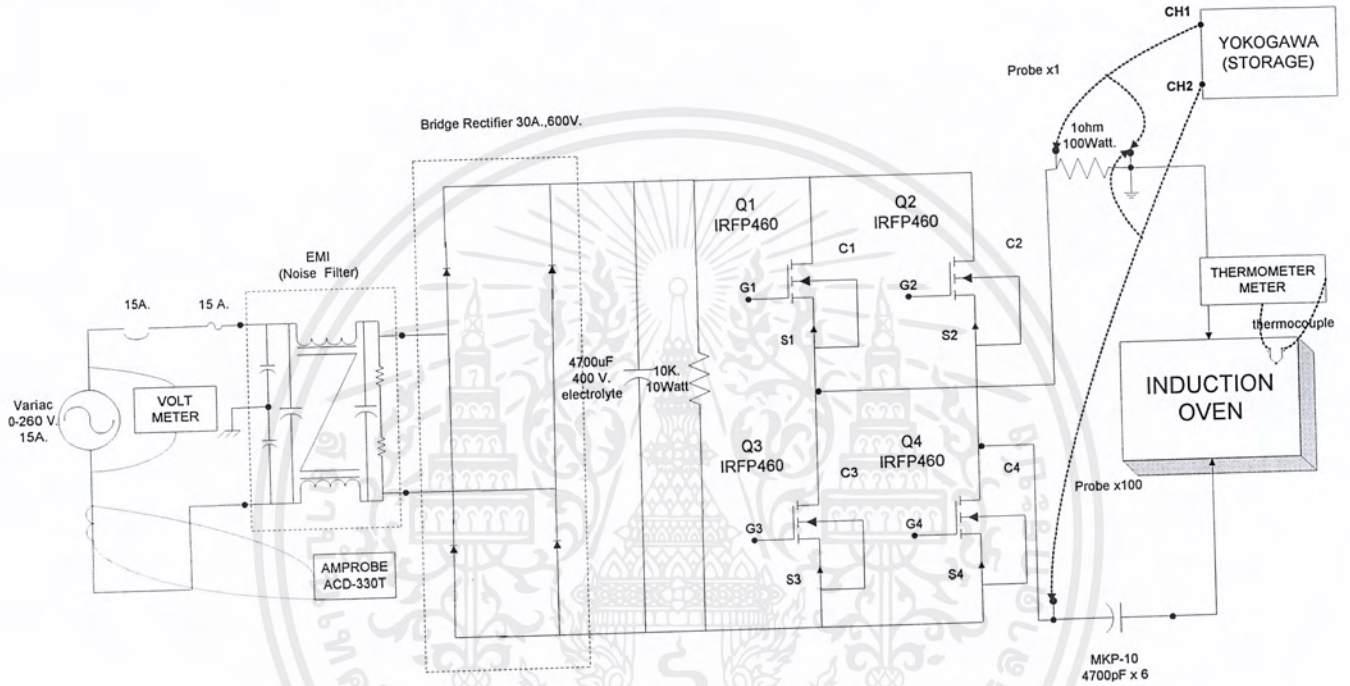 CH1
YOKOGAWA
(STORAGE)
CH2
Probe x1
1ohm
100Watt.
Bridge Rectifier 30A.,600V.
Q1
IRFP460
Q2
IRFP460
C1
C2
G1
G2
S1
S2
EMI
(Noise Filter)
15A.
15 A.
THERMOMETER
METER
thermocouple
INDUCTION
OVEN
4700uF
400 V.
electrolyte
10K.
10Watt
Variac
0-260 V.
15A.
VOLT
METER
Q3
IRFP460
Q4
IRFP460
C3
C4
G3
G4
S3
S4
Probe x100
AMPROBE
ACD-330T
MKP-10
4700pF x 6